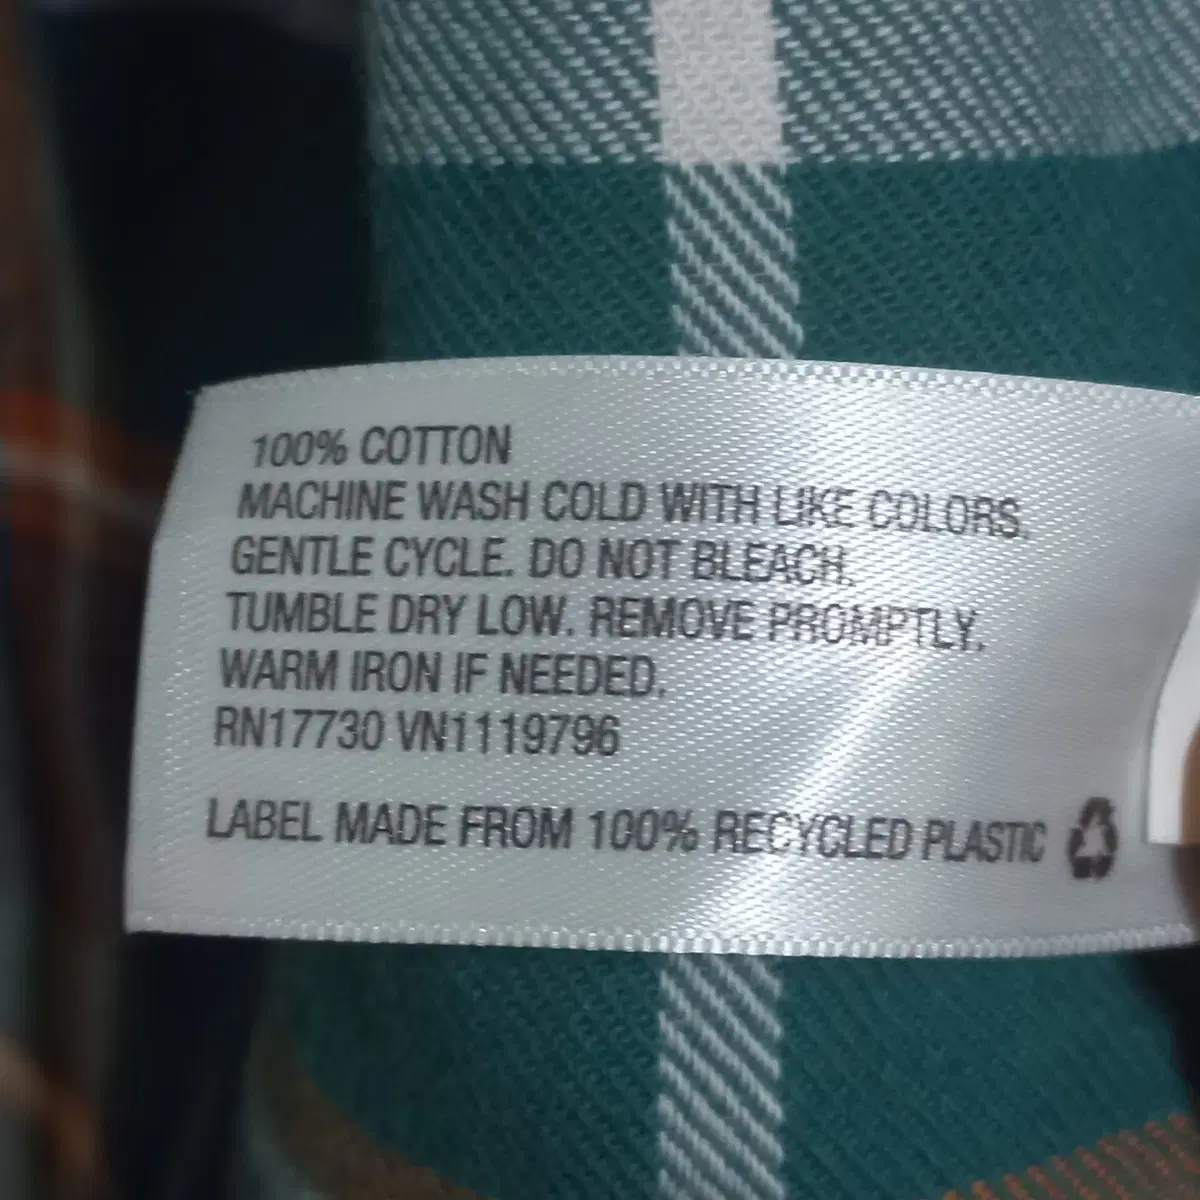 100% COTTON
MACHINE WASH COLD WITH LIKE COLORS.
GENTLE CYCLE. DO NOT BLEACH.
TUMBLE DRY LOW. REMOVE PROMPTLY.
WARM IRON IF NEEDED.
RN17730 VN1119796
LABEL MADE FROM 100% RECYCLED PLASTIC